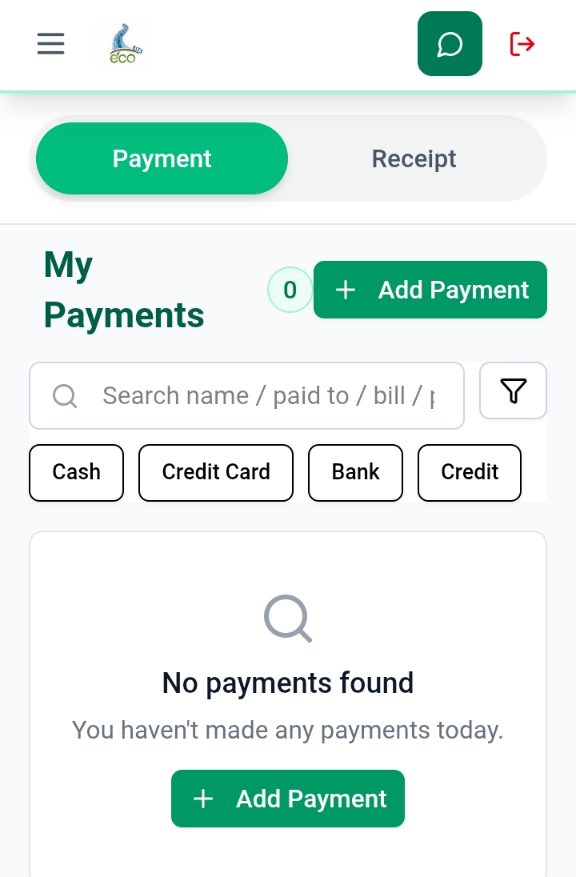 eco
Payment
Receipt
My
Payments
0
Add Payment
Search name / paid to / bill / p
Cash
Credit Card
Bank
Credit
No payments found
You haven't made any payments today.
Add Payment